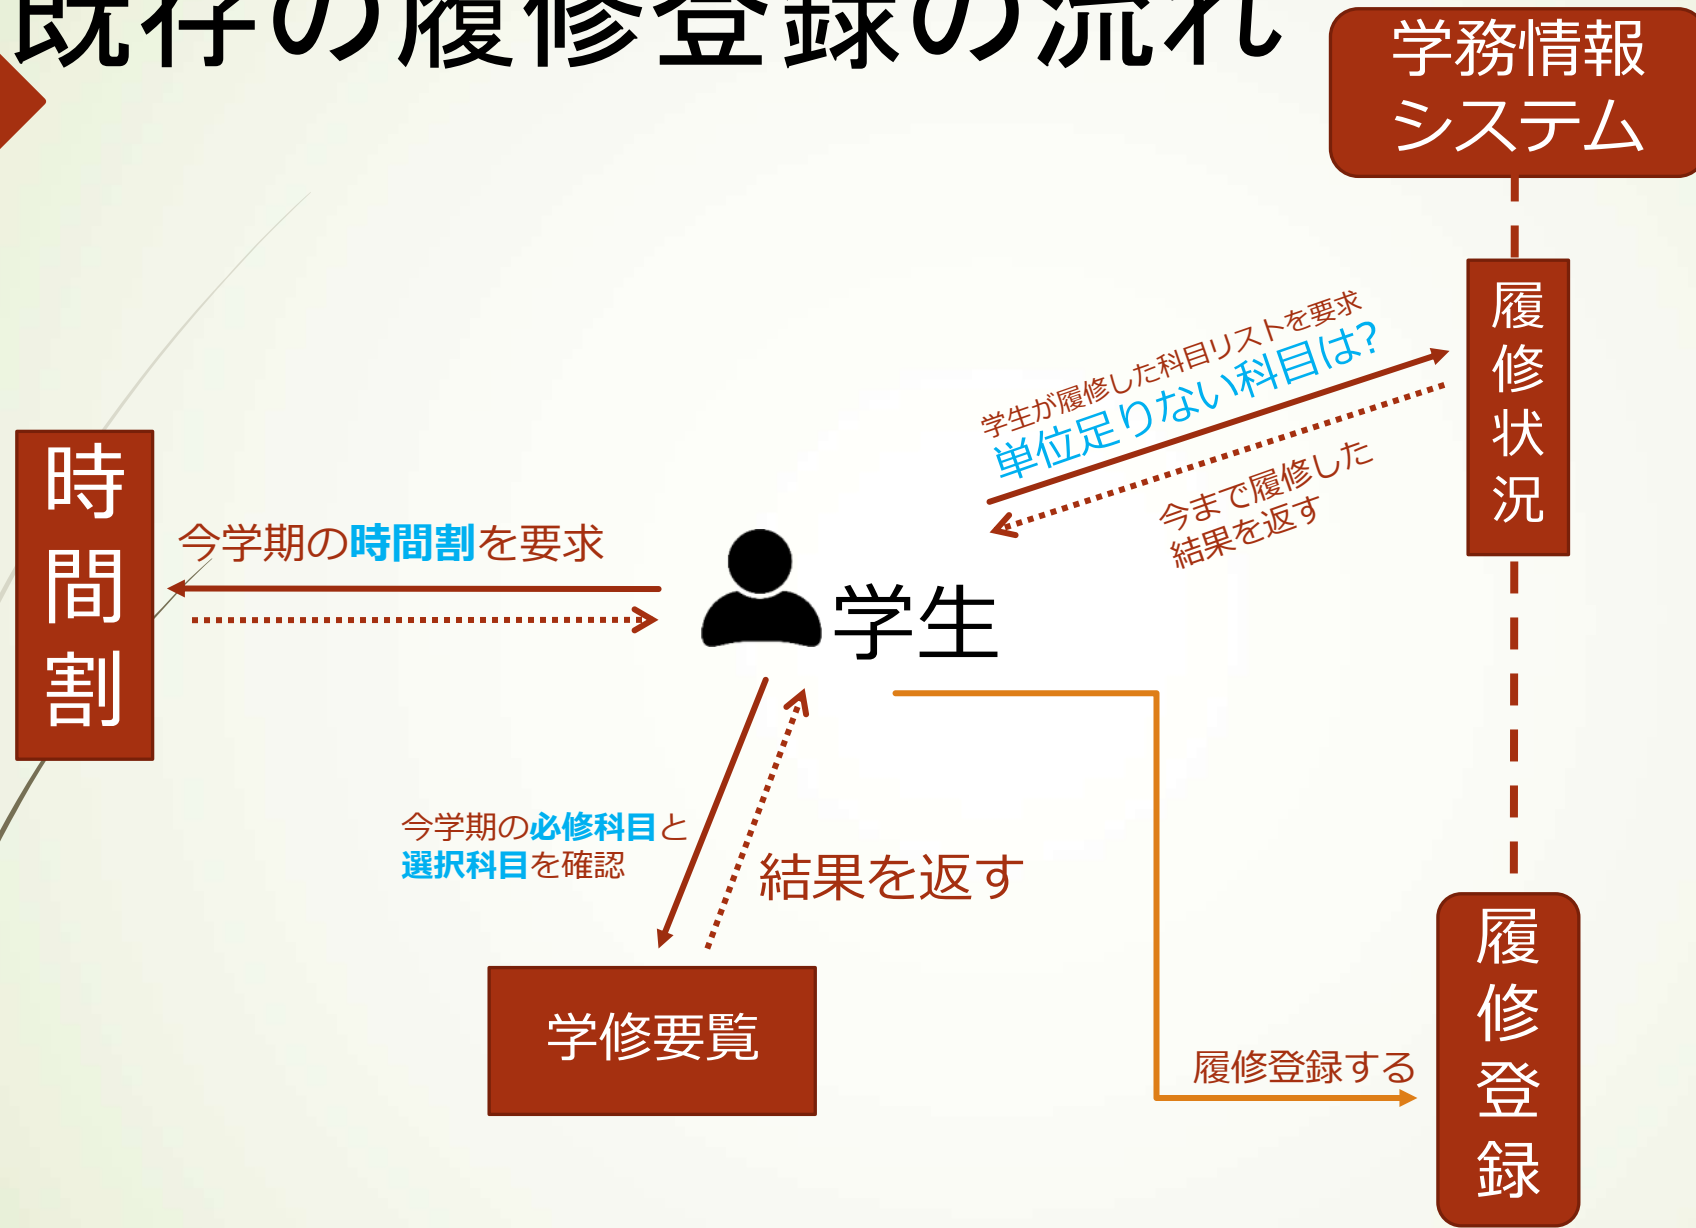 既存の履修登録の流れ
学務情報
システム
履修状況
学生が履修した科目リストを要求
単位足りない科目は?
今まで履修した
結果を返す
時間割
今学期の時間割を要求
学生
今学期の必修科目と
選択科目を確認
結果を返す
学修要覧
履修登録する
履修登録